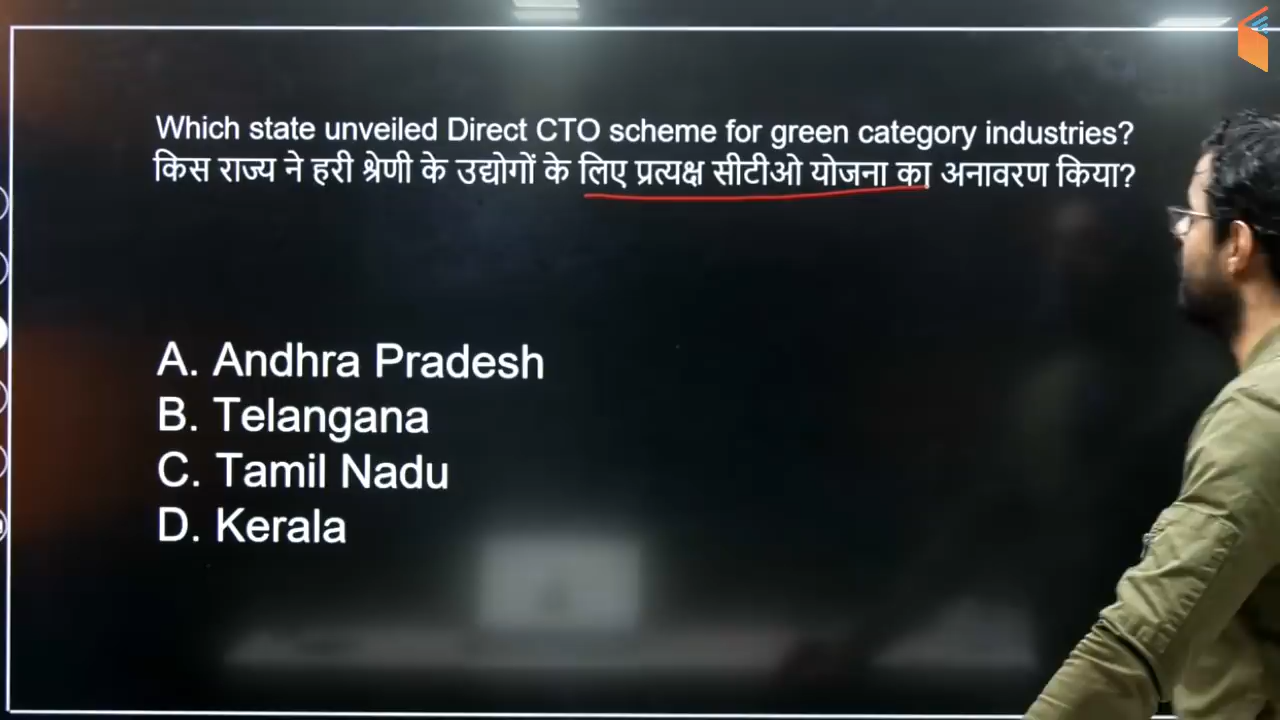 Which state unveiled Direct CTO scheme for green category industries?
किस राज्य ने हरी श्रेणी के उद्योगों के लिए प्रत्यक्ष सीटीओ योजना का अनावरण किया?
A. Andhra Pradesh
B. Telangana
C. Tamil Nadu
D. Kerala